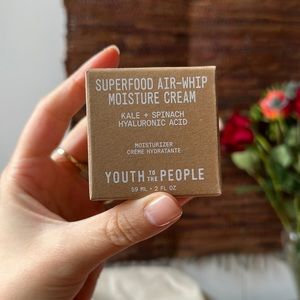 SUPERFOOD AIR-WHIP
MOISTURE CREAM
KALE + SPINACH
HYALURONIC ACID
MOISTURIZER
CRÈME HYDRATANTE
YOUTH TO THE PEOPLE
59 ML • 2 FL OZ